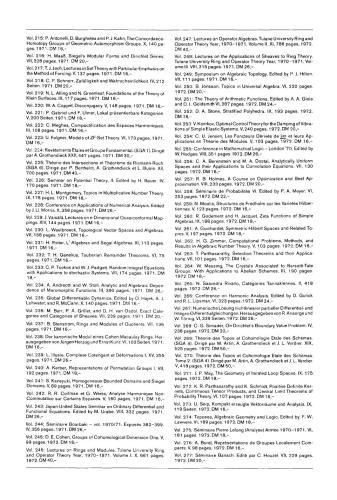 Vol. 215: P. Antonelli, D. Burghelea and P. J. Kahn, The Concordance-
Homotopy Groups of Geometric Automorphism Groups. X, 140 pages. 1971. DM 16,-
Vol. 216: H. Maaß, Siegel's Modular Forms and Dirichlet Series.
VII, 328 pages. 1971. DM 20,-
Vol. 217: T. J. Jech, Lectures in Set Theory with Particular Emphasis on
the Method of Forcing. V, 137 pages. 1971. DM 16,-
Vol. 218: C. P. Schnorr, Zufälligkeit und Wahrscheinlichkeit. IV, 212
Seiten. 1971. DM 20,-
Vol. 219: N. L. Alling and N. Greenleaf, Foundations of the Theory of
Klein Surfaces. IX, 117 pages. 1971. DM 16,-
Vol. 220: W. A. Coppel, Disconjugacy. V, 148 pages. 1971. DM 16,-
Vol. 221: P. Gabriel und F. Ulmer, Lokal präsentierbare Kategorien.
V, 200 Seiten. 1971. DM 18,-
Vol. 222: C. Meghea, Compactification des Espaces Harmoniques.
III, 108 pages. 1971. DM 16,-
Vol. 223: U. Felgner, Models of ZF-Set Theory. VI, 173 pages. 1971.
DM 16,-
Vol. 224: Revêtements Etales et Groupe Fondamental. (SGA 1). Dirigé
par A. Grothendieck XXII, 447 pages. 1971. DM 30,-
Vol. 225: Théorie des Intersections et Théorème de Riemann-Roch.
(SGA 6). Dirigé par P. Berthelot, A. Grothendieck et L. Illusie. XII,
700 pages. 1971. DM 40,-
Vol. 226: Seminar on Potential Theory, II. Edited by H. Bauer. IV,
170 pages. 1971. DM 18,-
Vol. 227: H. L. Montgomery, Topics in Multiplicative Number Theory.
IX, 178 pages. 1971. DM 18,-
Vol. 228: Conference on Applications of Numerical Analysis. Edited
by J. Ll. Morris. X, 358 pages. 1971. DM 26,-
Vol. 229: J. Väisälä, Lectures on n-Dimensional Quasiconformal Mappings.
XIV, 144 pages. 1971. DM 16,-
Vol. 230: L. Waelbroeck, Topological Vector Spaces and Algebras.
VII, 158 pages. 1971. DM 16,-
Vol. 231: H. Reiter, L¹-Algebras and Segal Algebras. XI, 113 pages.
1971. DM 16,-
Vol. 232: T. H. Ganelius, Tauberian Remainder Theorems. VI, 75
pages. 1971. DM 16,-
Vol. 233: C. P. Tsokos and W. J. Padgett. Random Integral Equations
with Applications to Stochastic Systems. VII, 174 pages. 1971. DM
18,-
Vol. 234: A. Andreotti and W. Stoll. Analytic and Algebraic Dependence
of Meromorphic Functions. III, 390 pages. 1971. DM 26,-
Vol. 235: Global Differentiable Dynamics. Edited by O. Hájek, A. J.
Lohwater, and R. McCann. X, 140 pages. 1971. DM 16,-
Vol. 236: M. Barr, P. A. Grillet, and D. H. van Osdol. Exact Categories
and Categories of Sheaves. VII, 239 pages. 1971. DM 20,-
Vol. 237: B. Stenström, Rings and Modules of Quotients. VII, 136
pages. 1971. DM 16,-
Vol. 238: Der kanonische Modul eines Cohen-Macaulay-Rings. Herausgegeben
von Jürgen Herzog und Ernst Kunz. VI, 103 Seiten. 1971.
DM 16,-
Vol. 239: L. Illusie, Complexe Cotangent et Déformations I. XV, 355
pages. 1971. DM 26,-
Vol. 240: A. Kerber, Representations of Permutation Groups I. VII,
192 pages. 1971. DM 18,-
Vol. 241: S. Kaneyuki, Homogeneous Bounded Domains and Siegel
Domains. V, 89 pages. 1971. DM 16,-
Vol. 242: R. R. Coifman et G. Weiss, Analyse Harmonique Non-
Commutative sur Certains Espaces. V, 160 pages. 1971. DM 16,-
Vol. 243: Japan-United States Seminar on Ordinary Differential and
Functional Equations. Edited by M. Urabe. VIII, 332 pages. 1971.
DM 26,-
Vol. 244: Séminaire Bourbaki – vol. 1970/71. Exposés 382-399.
IV, 356 pages. 1971. DM 26,-
Vol. 245: D. E. Cohen, Groups of Cohomological Dimension One. V,
99 pages. 1972. DM 16,-
Vol. 246: Lectures on Rings and Modules. Tulane University Ring
and Operator Theory Year, 1970–1971. Volume I. X, 661 pages.
1972. DM 40,-
Vol. 247: Lectures on Operator Algebras. Tulane University Ring and
Operator Theory Year, 1970–1971. Volume II. XI, 786 pages. 1972.
DM 40,-
Vol. 248: Lectures on the Applications of Sheaves to Ring Theory.
Tulane University Ring and Operator Theory Year, 1970–1971. Volume
III. VIII, 315 pages. 1971. DM 26,-
Vol. 249: Symposium on Algebraic Topology. Edited by P. J. Hilton.
VII, 111 pages. 1971. DM 16,-
Vol. 250: B. Jónsson, Topics in Universal Algebra. VI, 220 pages.
1972. DM 20,-
Vol. 251: The Theory of Arithmetic Functions. Edited by A. A. Gioia
and D. L. Goldsmith VI, 287 pages. 1972. DM 24,-
Vol. 252: D. A. Stone, Stratified Polyhedra. IX, 193 pages. 1972.
DM 18,-
Vol. 253: V. Komkov, Optimal Control Theory for the Damping of Vibrations
of Simple Elastic Systems. V, 240 pages. 1972. DM 20,-
Vol. 254: C. U. Jensen, Les Foncteurs Dérivés de lim et leurs Applications
en Théorie des Modules. V, 103 pages. 1972. DM 16,-
Vol. 255: Conference in Mathematical Logic – London '70. Edited by
W. Hodges. VIII, 351 pages. 1972. DM 26,-
Vol. 256: C. A. Berenstein and M. A. Dostal, Analytically Uniform
Spaces and their Applications to Convolution Equations. VII, 130
pages. 1972. DM 16,-
Vol. 257: R. B. Holmes, A Course on Optimization and Best Approximation.
VIII, 233 pages. 1972. DM 20,-
Vol. 258: Séminaire de Probabilités VI. Edited by P. A. Meyer. VI,
253 pages. 1972. DM 22,-
Vol. 259: N. Moulis, Structures de Fredholm sur les Variétés Hilbertiennes.
V, 123 pages. 1972. DM 16,-
Vol. 260: R. Godement and H. Jacquet, Zeta Functions of Simple
Algebras. IX, 188 pages. 1972. DM 18,-
Vol. 261: A. Guichardet, Symmetric Hilbert Spaces and Related Topics.
V, 197 pages. 1972. DM 18,-
Vol. 262: H. G. Zimmer, Computational Problems, Methods, and
Results in Algebraic Number Theory. V, 103 pages. 1972. DM 16,-
Vol. 263: T. Parthasarathy, Selection Theorems and their Applications.
VII, 101 pages. 1972. DM 16,-
Vol. 264: W. Messing, The Crystals Associated to Barsotti-Tate
Groups: With Applications to Abelian Schemes. III, 190 pages.
1972. DM 18,-
Vol. 265: N. Saavedra Rivano, Catégories Tannakiennes. II, 418
pages. 1972. DM 26,-
Vol. 266: Conference on Harmonic Analysis. Edited by D. Gulick
and R. L. Lipsman. VI, 323 pages. 1972. DM 24,-
Vol. 267: Numerische Lösung nichtlinearer partieller Differential- und
Integro-Differentialgleichungen. Herausgegeben von R. Ansorge und
W. Törnig, VI, 339 Seiten. 1972. DM 26,-
Vol. 268: C. G. Simader, On Dirichlet's Boundary Value Problem. IV,
238 pages. 1972. DM 20,-
Vol. 269: Théorie des Topos et Cohomologie Etale des Schémas.
(SGA 4). Dirigé par M. Artin, A. Grothendieck et J. L. Verdier. XIX,
525 pages. 1972. DM 50,-
Vol. 270: Théorie des Topos et Cohomologie Etale des Schémas.
Tome 2. (SGA 4). Dirigé par M. Artin, A. Grothendieck et J. L. Verdier.
V, 418 pages. 1972. DM 50,-
Vol. 271: J. P. May, The Geometry of Iterated Loop Spaces. IX, 175
pages. 1972. DM 18,-
Vol. 272: K. R. Parthasarathy and K. Schmidt, Positive Definite Kernels,
Continuous Tensor Products, and Central Limit Theorems of
Probability Theory. VI, 107 pages. 1972. DM 16,-
Vol. 273: U. Seip, Kompakt erzeugte Vektorräume und Analysis. IX,
119 Seiten. 1972. DM 16,-
Vol. 274: Toposes, Algebraic Geometry and Logic. Edited by F. W.
Lawvere. VI, 189 pages. 1972. DM 18,-
Vol. 275: Séminaire Pierre Lelong (Analyse) Année 1970–1971. VI,
181 pages. 1972. DM 18,-
Vol. 276: A. Borel, Représentations de Groupes Localement Compacts.
V, 98 pages. 1972. DM 16,-
Vol. 277: Séminaire Banach. Edité par C. Houzel. VII, 229 pages.
1972. DM 20,-